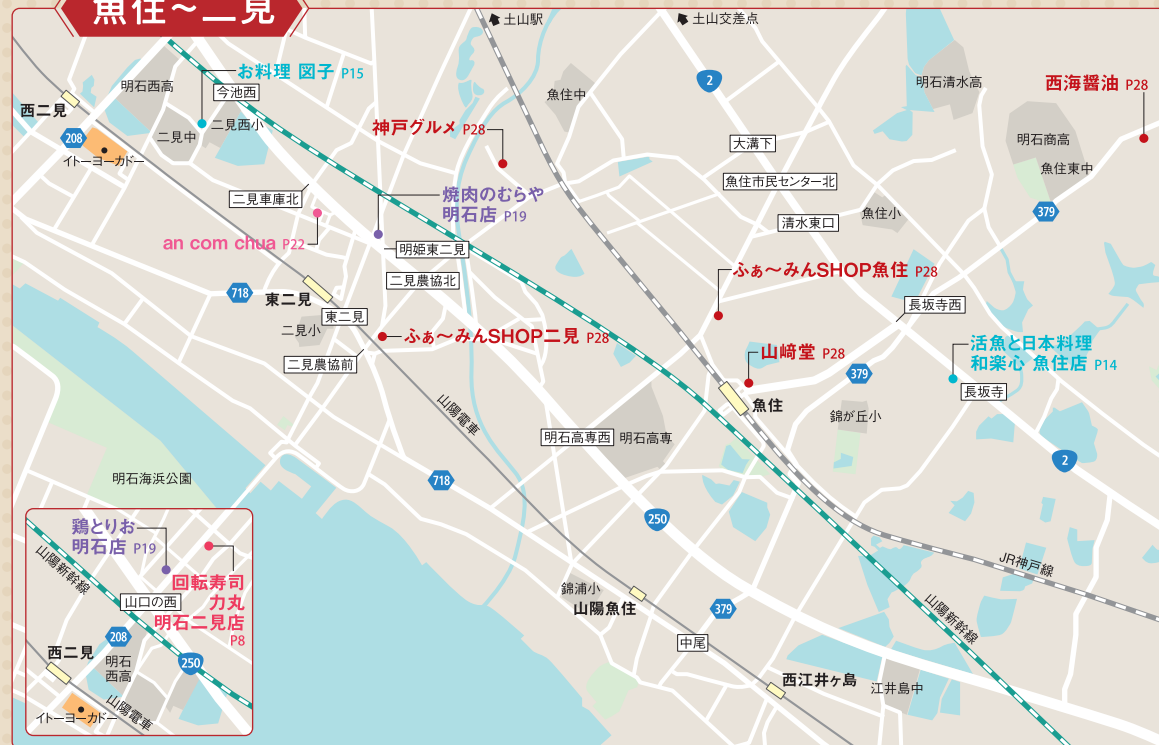 魚住～二見
土山駅
土山交差点
2
明石西高
お料理 図子 P15
今池西
西二見
208
イトーヨーカドー
二見中
二見西小
魚住中
神戸グルメ P28
大溝下
魚住市民センター北
明石清水高
西海醤油 P28
明石商高
魚住東中
379
清水東口
魚住小
二見車庫北
焼肉のむらや
明石店 P19
an com chua P22
明姫東二見
二見農協北
718
東二見
東二見
二見小
ふぁ～みんSHOP二見 P28
二見農協前
ふぁ～みんSHOP魚住 P28
長坂寺西
山﨑堂 P28
379
活魚と日本料理
和楽心 魚住店 P14
長坂寺
魚住
錦が丘小
山陽電車
明石高専西
明石高専
2
718
250
明石海浜公園
JR神戸線
錦浦小
山陽魚住
379
山陽新幹線
中尾
西江井ヶ島
江井島中
鶏とりお
明石店 P19
山陽新幹線
回転寿司
力丸
明石二見店
P8
山口の西
208
西二見
明石
西高
250
イトーヨーカドー
山陽電車